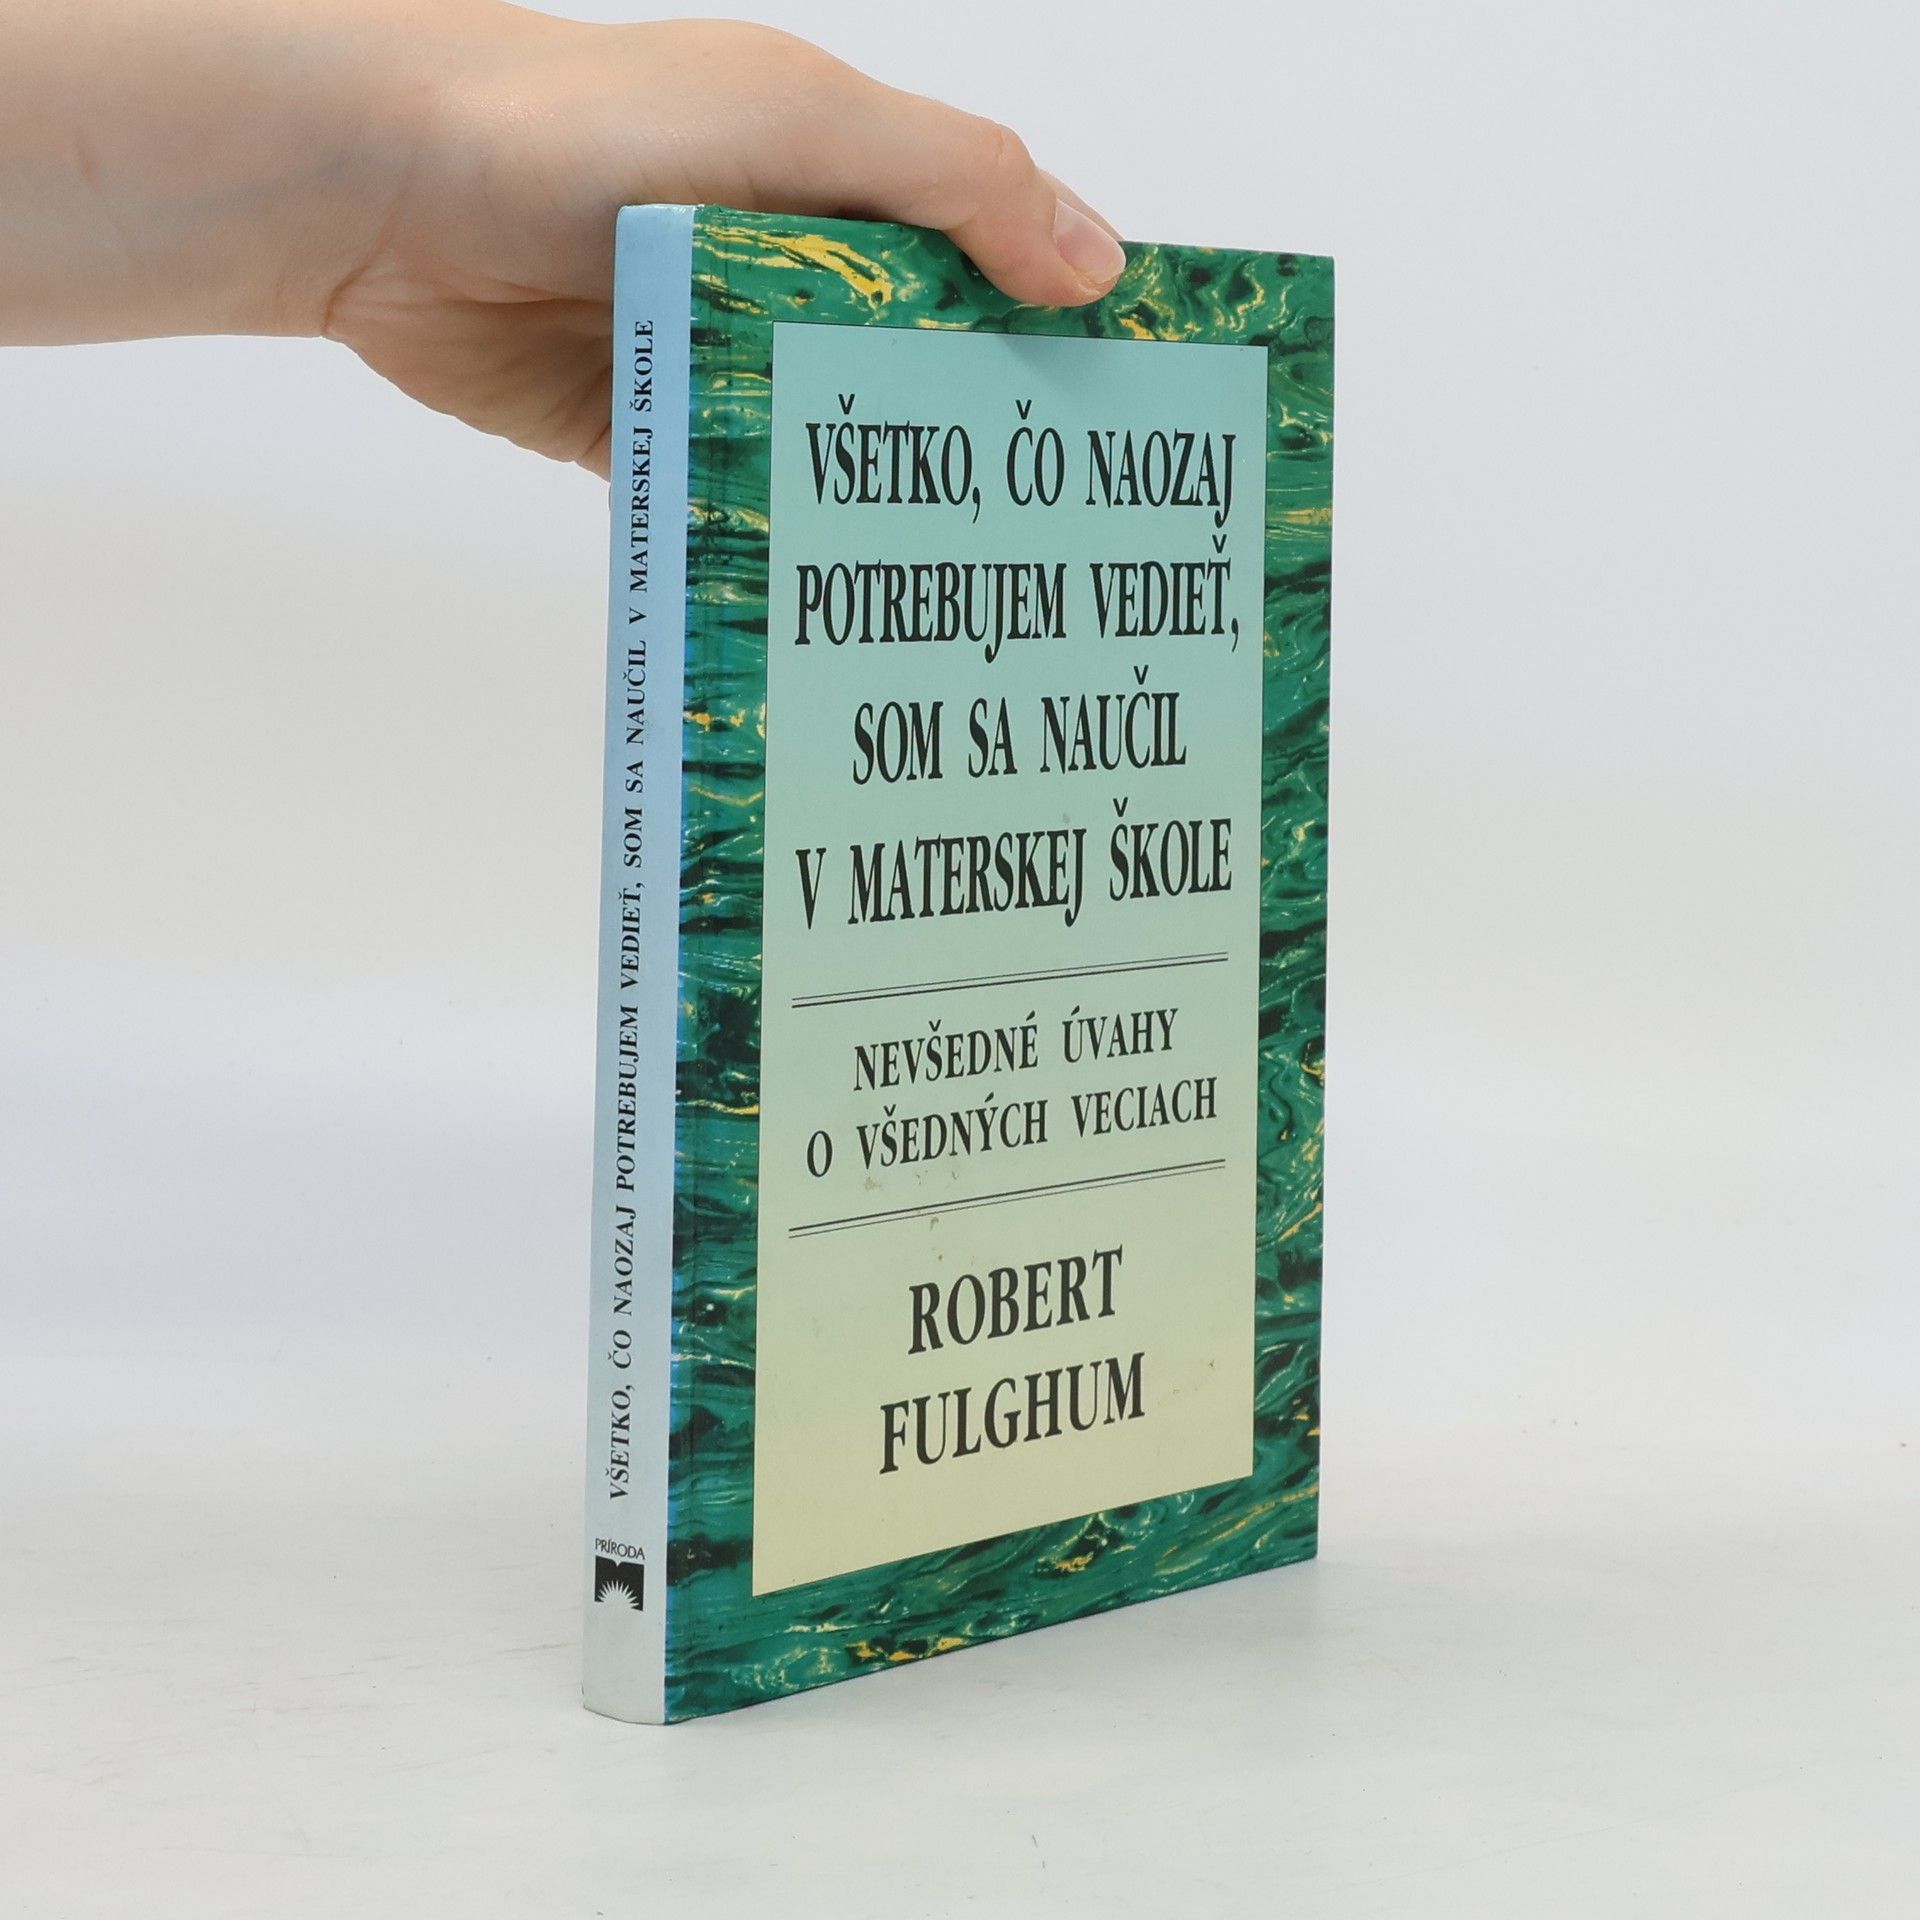 VŠETKO, ČO NAOZAJ POTREBUJEM VEDIEŤ, SOM SA NAUČIL V MATERSKEJ ŠKOLE
PRÍRODA
VŠETKO, ČO NAOZAJ
POTREBUJEM VEDIEŤ,
SOM SA NAUČIL
V MATERSKEJ ŠKOLE
NEVŠEDNÉ ÚVAHY
O VŠEDNÝCH VECIACH
ROBERT
FULGHUM